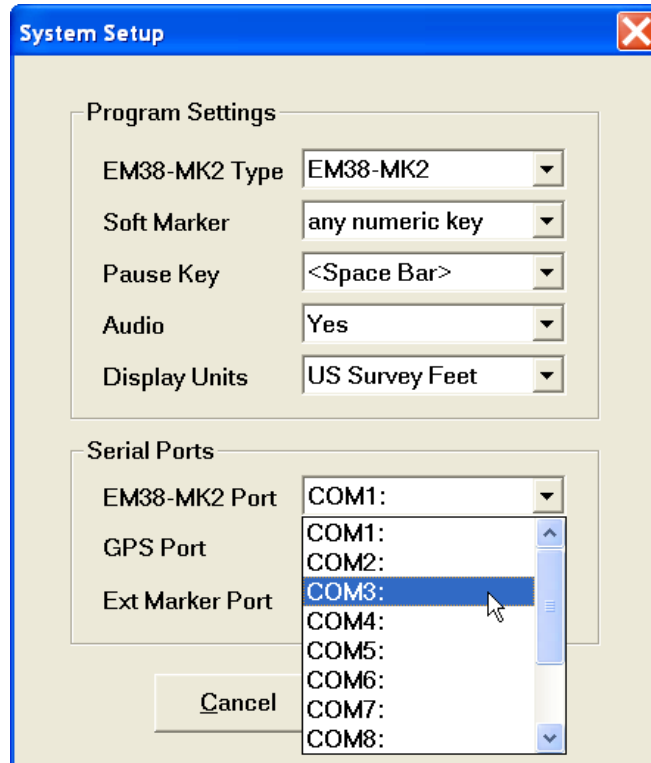 System Setup
Program Settings
EM38-MK2 Type EM38-MK2
Soft Marker any numeric key
Pause Key <Space Bar>
Audio Yes
Display Units US Survey Feet
Serial Ports
EM38-MK2 Port COM1:
COM1:
GPS Port COM2:
COM3:
Ext Marker Port COM4:
COM5:
COM6:
Cancel COM7:
COM8: